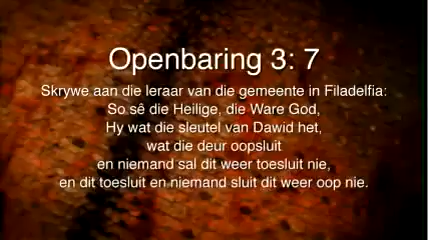 Openbaring 3: 7
Skrywe aan die leraar van die gemeente in Filadelfia:
So sê die Heilige, die Ware God,
Hy wat die sleutel van Dawid het,
wat die deur oopsluit
en niemand sal dit weer toesluit nie,
en dit toesluit en niemand sluit dit weer oop nie.